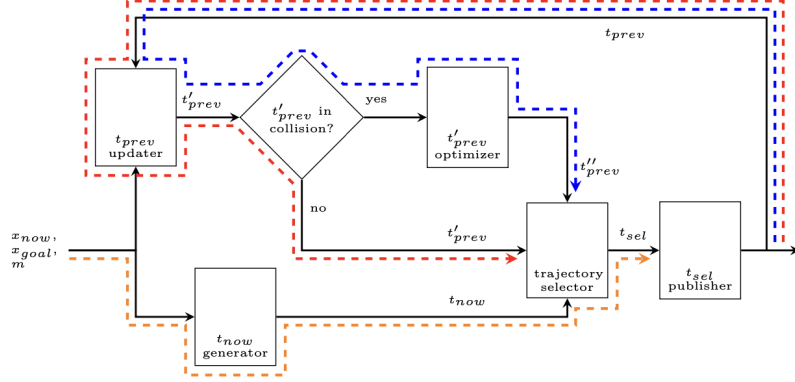 t_prev
t′_prev
t′_prev in
collision?
yes
t_prev
updater
t′_prev
optimizer
t″_prev
no
x_now,
x_goal,
m
t′_prev
t_sel
trajectory
selector
t_sel
publisher
t_now
t_now
generator